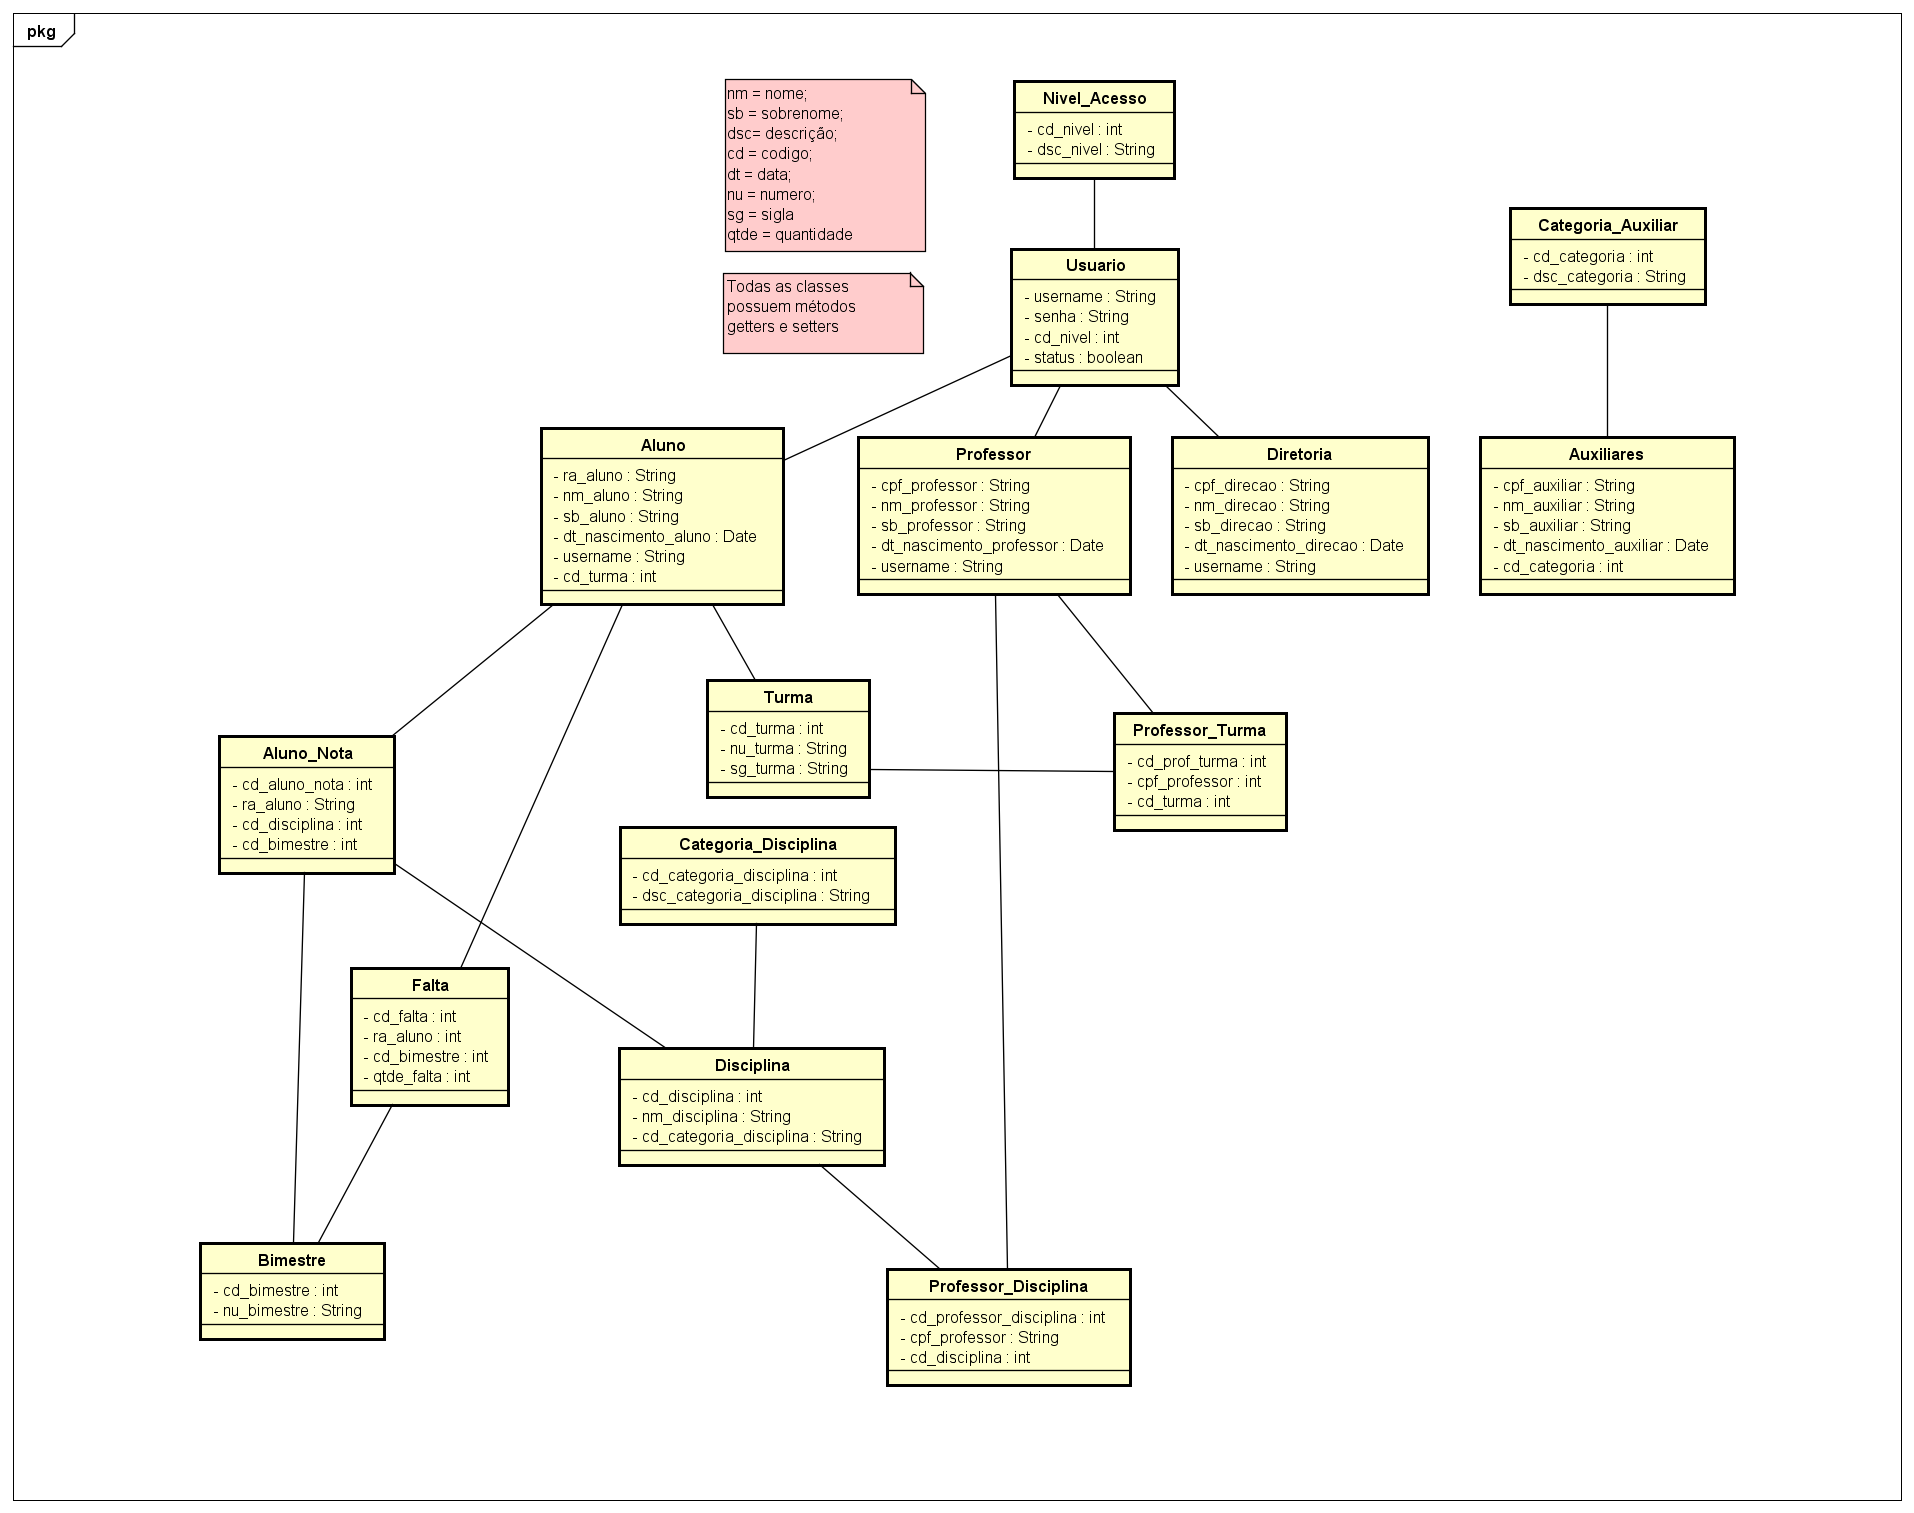 pkg
nm = nome;
sb = sobrenome;
dsc= descrição;
cd = codigo;
dt = data;
nu = numero;
sg = sigla
qtde = quantidade
Todas as classes
possuem métodos
getters e setters
Nivel_Acesso
- cd_nivel : int
- dsc_nivel : String
Categoria_Auxiliar
- cd_categoria : int
- dsc_categoria : String
Usuario
- username : String
- senha : String
- cd_nivel : int
- status : boolean
Aluno
- ra_aluno : String
- nm_aluno : String
- sb_aluno : String
- dt_nascimento_aluno : Date
- username : String
- cd_turma : int
Professor
- cpf_professor : String
- nm_professor : String
- sb_professor : String
- dt_nascimento_professor : Date
- username : String
Diretoria
- cpf_direcao : String
- nm_direcao : String
- sb_direcao : String
- dt_nascimento_direcao : Date
- username : String
Auxiliares
- cpf_auxiliar : String
- nm_auxiliar : String
- sb_auxiliar : String
- dt_nascimento_auxiliar : Date
- cd_categoria : int
Turma
- cd_turma : int
- nu_turma : String
- sg_turma : String
Professor_Turma
- cd_prof_turma : int
- cpf_professor : int
- cd_turma : int
Aluno_Nota
- cd_aluno_nota : int
- ra_aluno : String
- cd_disciplina : int
- cd_bimestre : int
Categoria_Disciplina
- cd_categoria_disciplina : int
- dsc_categoria_disciplina : String
Falta
- cd_falta : int
- ra_aluno : int
- cd_bimestre : int
- qtde_falta : int
Disciplina
- cd_disciplina : int
- nm_disciplina : String
- cd_categoria_disciplina : String
Bimestre
- cd_bimestre : int
- nu_bimestre : String
Professor_Disciplina
- cd_professor_disciplina : int
- cpf_professor : String
- cd_disciplina : int